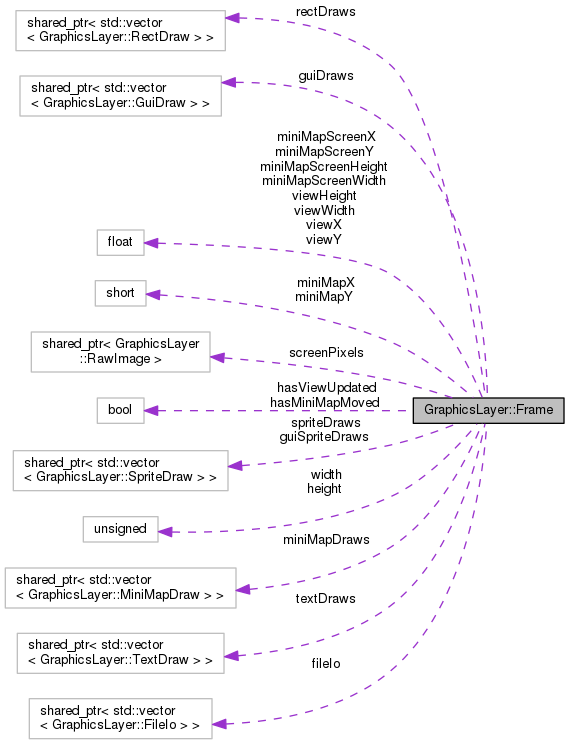 rectDraws
shared_ptr< std::vector
< GraphicsLayer::RectDraw > >
guiDraws
shared_ptr< std::vector
< GraphicsLayer::GuiDraw > >
miniMapScreenX
miniMapScreenY
miniMapScreenHeight
miniMapScreenWidth
viewHeight
viewWidth
viewX
viewY
float
miniMapX
miniMapY
short
shared_ptr< GraphicsLayer
::RawImage >
screenPixels
hasViewUpdated
hasMiniMapMoved
bool
GraphicsLayer::Frame
spriteDraws
guiSpriteDraws
shared_ptr< std::vector
< GraphicsLayer::SpriteDraw > >
width
height
unsigned
miniMapDraws
shared_ptr< std::vector
< GraphicsLayer::MiniMapDraw > >
textDraws
shared_ptr< std::vector
< GraphicsLayer::TextDraw > >
fileIo
shared_ptr< std::vector
< GraphicsLayer::FileIo > >